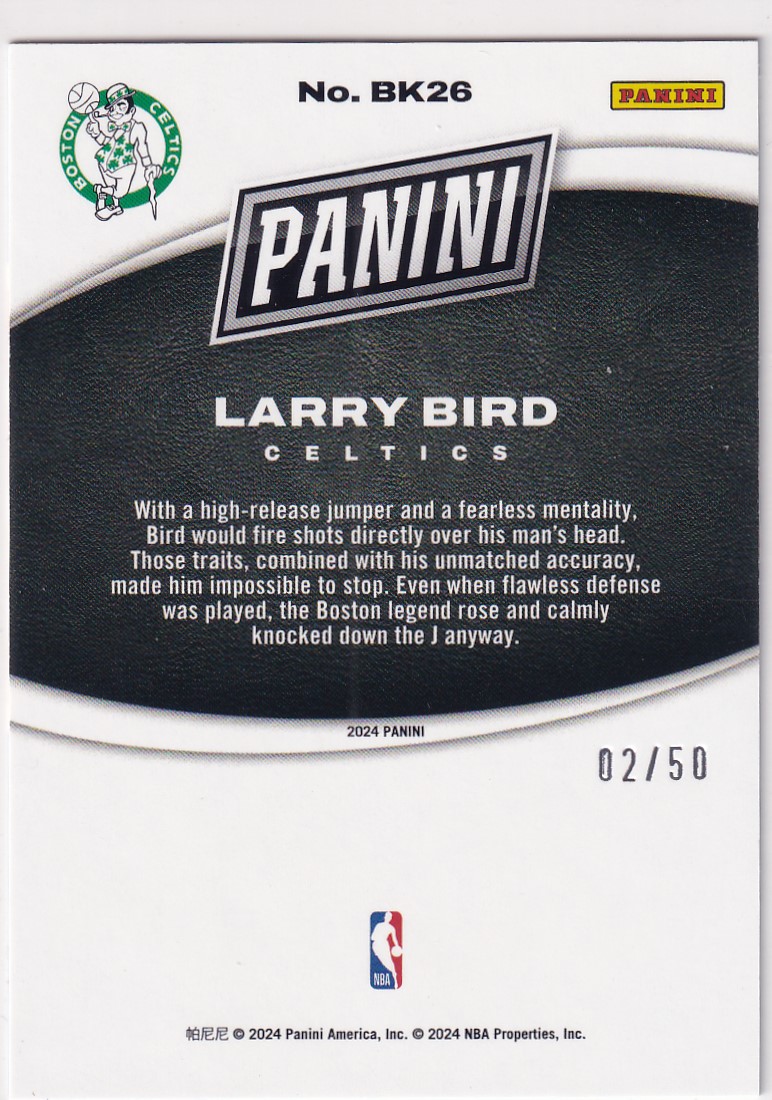 BOSTON CELTICS
No. BK26
PANINI
PANINI
LARRY BIRD
CELTICS
With a high-release jumper and a fearless mentality,
Bird would fire shots directly over his man's head.
Those traits, combined with his unmatched accuracy,
made him impossible to stop. Even when flawless defense
was played, the Boston legend rose and calmly
knocked down the J anyway.
2024 PANINI
02/50
NBA
帕尼尼 © 2024 Panini America, Inc. © 2024 NBA Properties, Inc.